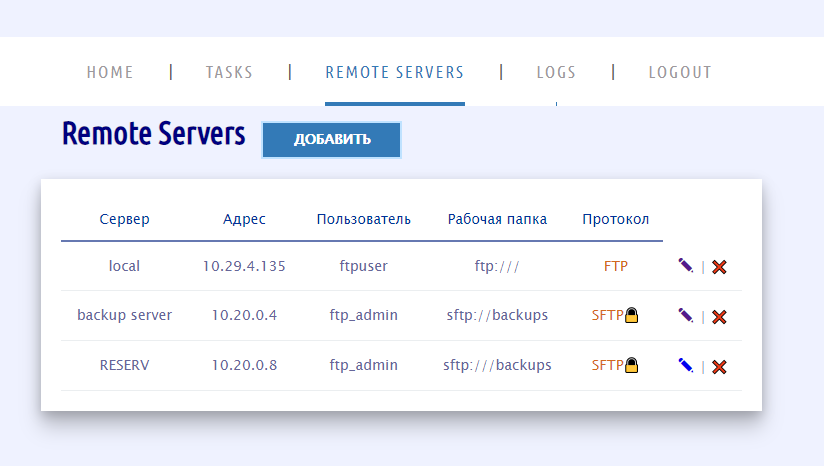 HOME | TASKS | REMOTE SERVERS | LOGS | LOGOUT
Remote Servers ДОБАВИТЬ
Сервер Адрес Пользователь Рабочая папка Протокол
local 10.29.4.135 ftpuser ftp:/// FTP |
backup server 10.20.0.4 ftp_admin sftp://backups SFTP |
RESERV 10.20.0.8 ftp_admin sftp:///backups SFTP |